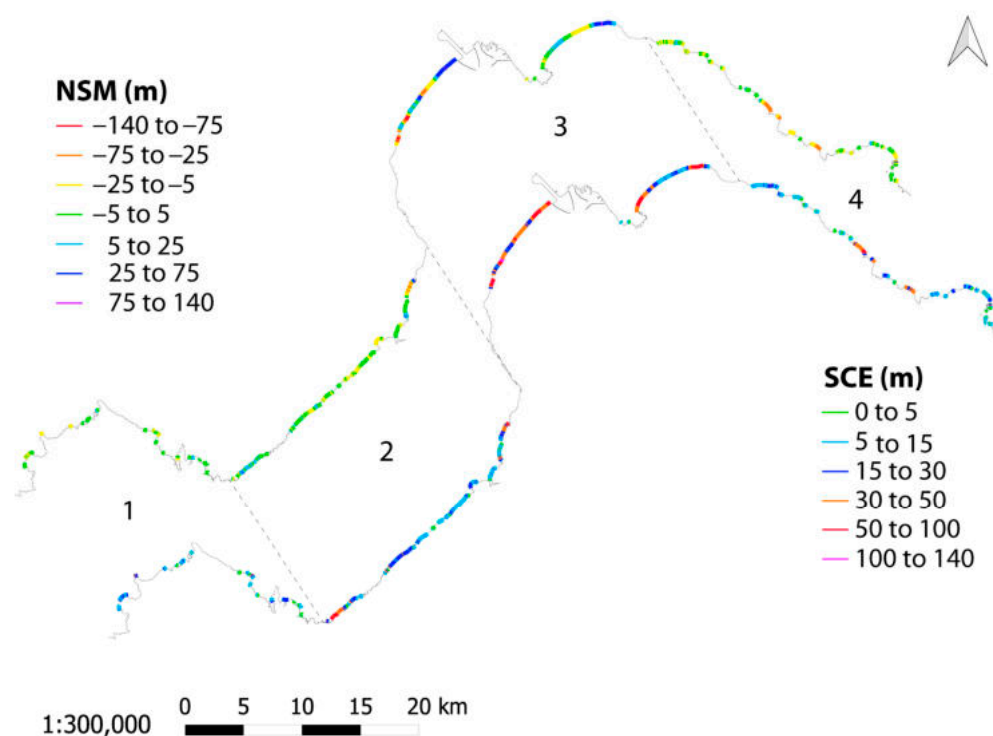 NSM (m)
−140 to −75
−75 to −25
−25 to −5
−5 to 5
5 to 25
25 to 75
75 to 140
3
4
2
1
SCE (m)
0 to 5
5 to 15
15 to 30
30 to 50
50 to 100
100 to 140
0 5 10 15 20 km
1:300,000